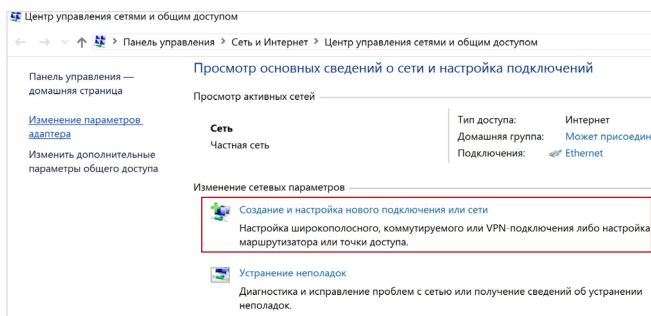 Центр управления сетями и общим доступом
Панель управления > Сеть и Интернет > Центр управления сетями и общим доступом
Панель управления —
домашняя страница
Изменение параметров
адаптера
Изменить дополнительные
параметры общего доступа
Просмотр основных сведений о сети и настройка подключений
Просмотр активных сетей
Сеть
Частная сеть
Тип доступа: Интернет
Домашняя группа: Может присоедин
Подключения: Ethernet
Изменение сетевых параметров
Создание и настройка нового подключения или сети
Настройка широкополосного, коммутируемого или VPN-подключения либо настройка
маршрутизатора или точки доступа.
Устранение неполадок
Диагностика и исправление проблем с сетью или получение сведений об устранении
неполадок.